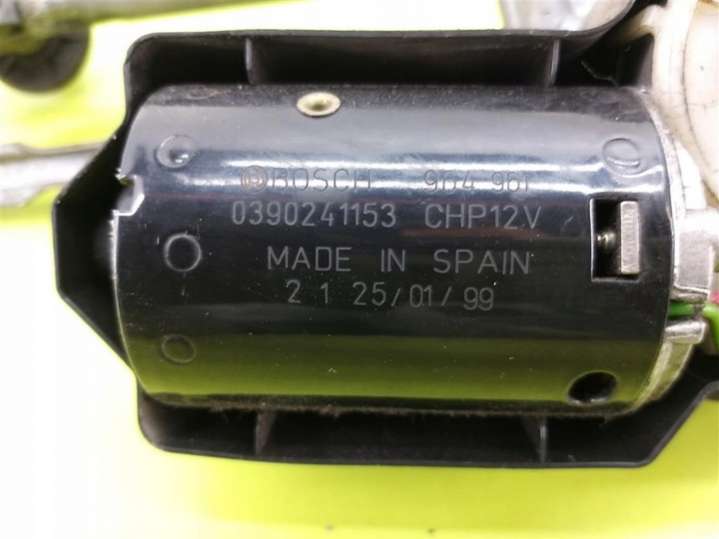 BOSCH 964 961
0390241153 CHP12V
MADE IN SPAIN
2 1 25/01/99